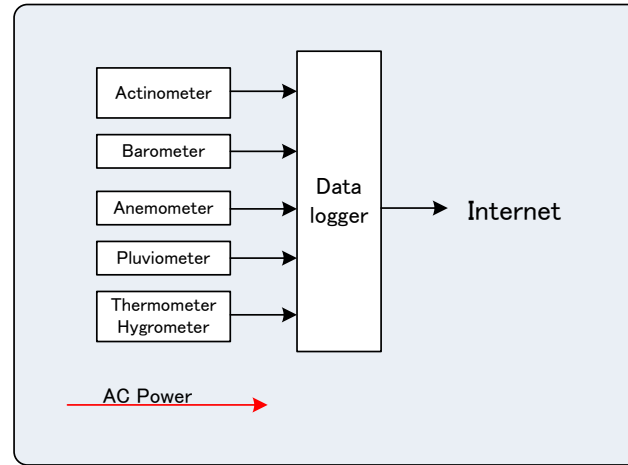 Actinometer
Barometer
Anemometer
Pluviometer
Thermometer
Hygrometer
Data
logger
Internet
AC Power